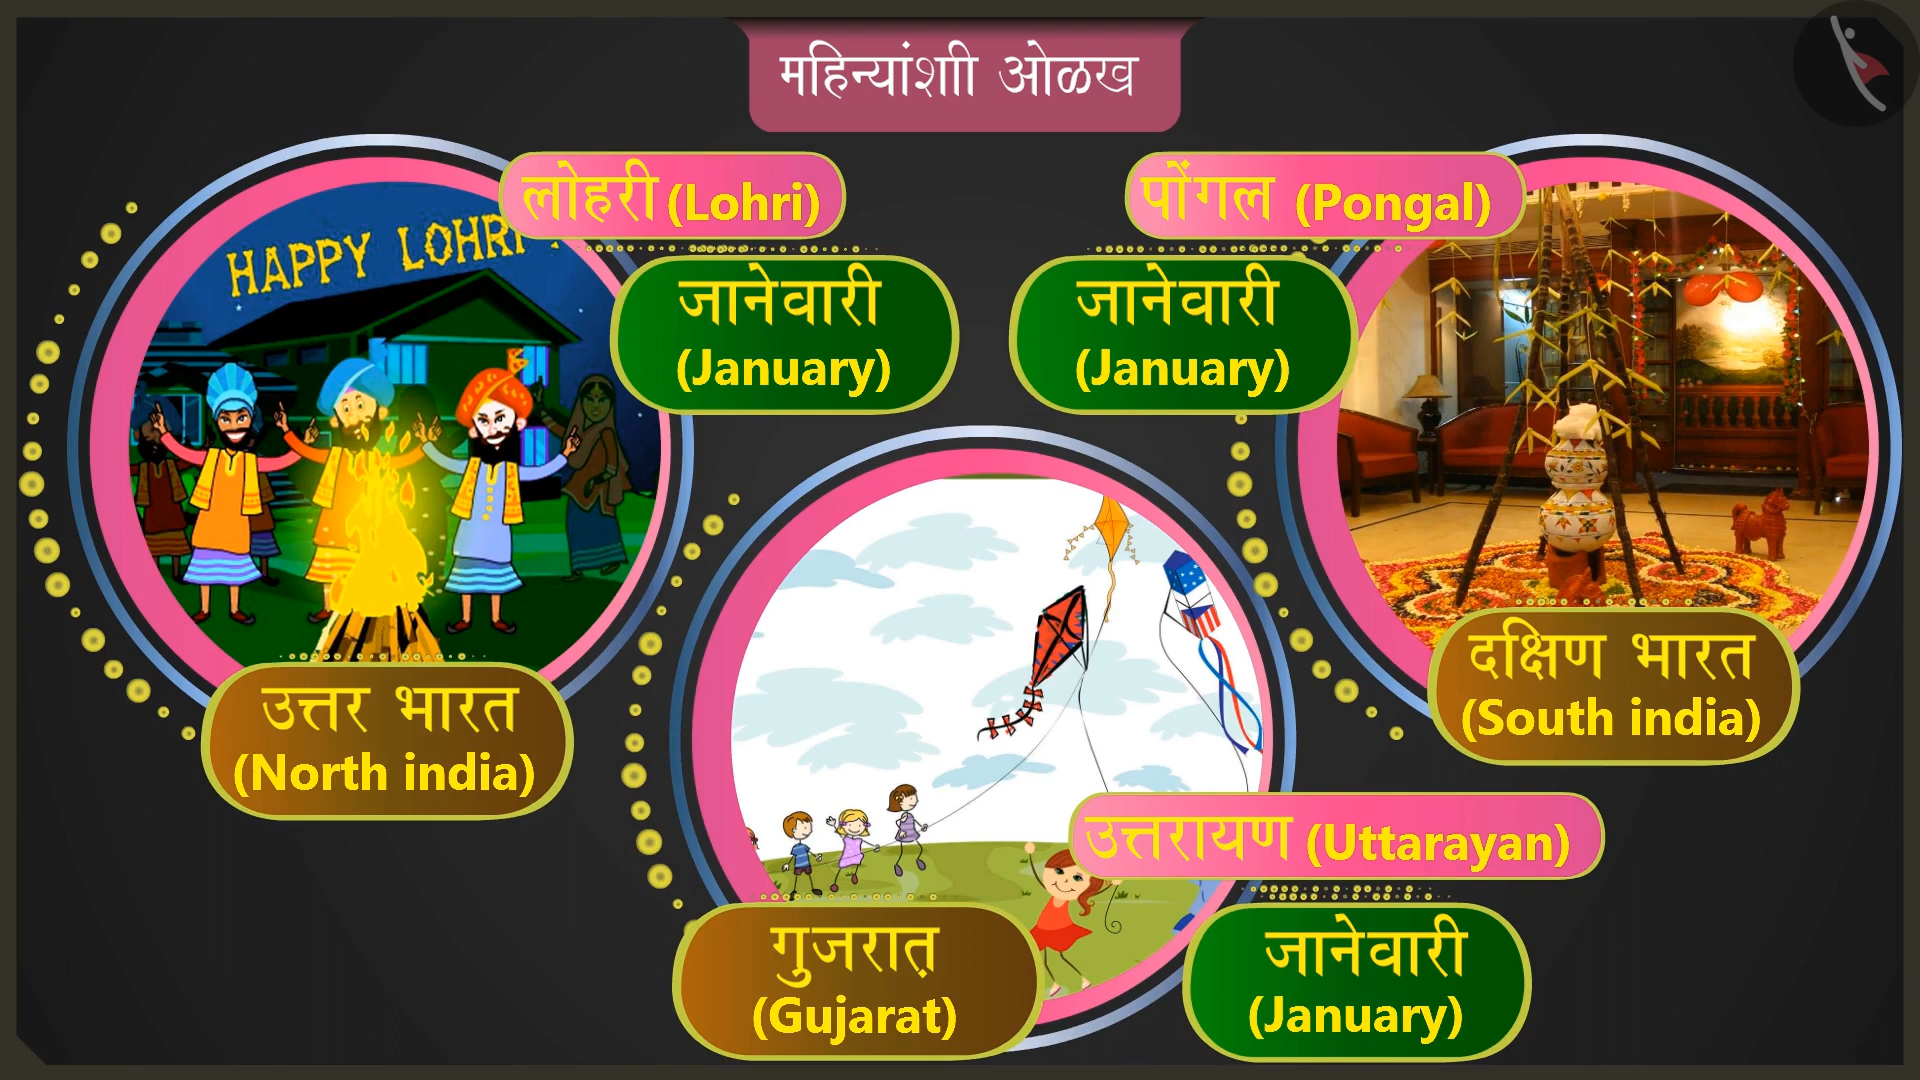 महिन्यांशी ओळख
HAPPY LOHRI
लोहरी (Lohri)
जानेवारी
(January)
उत्तर भारत
(North india)
पोंगल (Pongal)
जानेवारी
(January)
दक्षिण भारत
(South india)
उत्तरायण (Uttarayan)
गुजरात़
(Gujarat)
जानेवारी
(January)